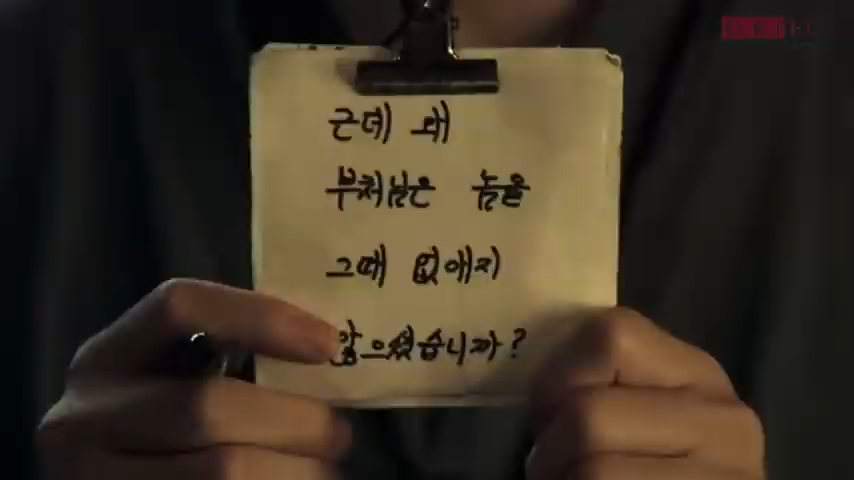 근데 왜
부처님은 놈을
그때 없애지
않으셨습니까?